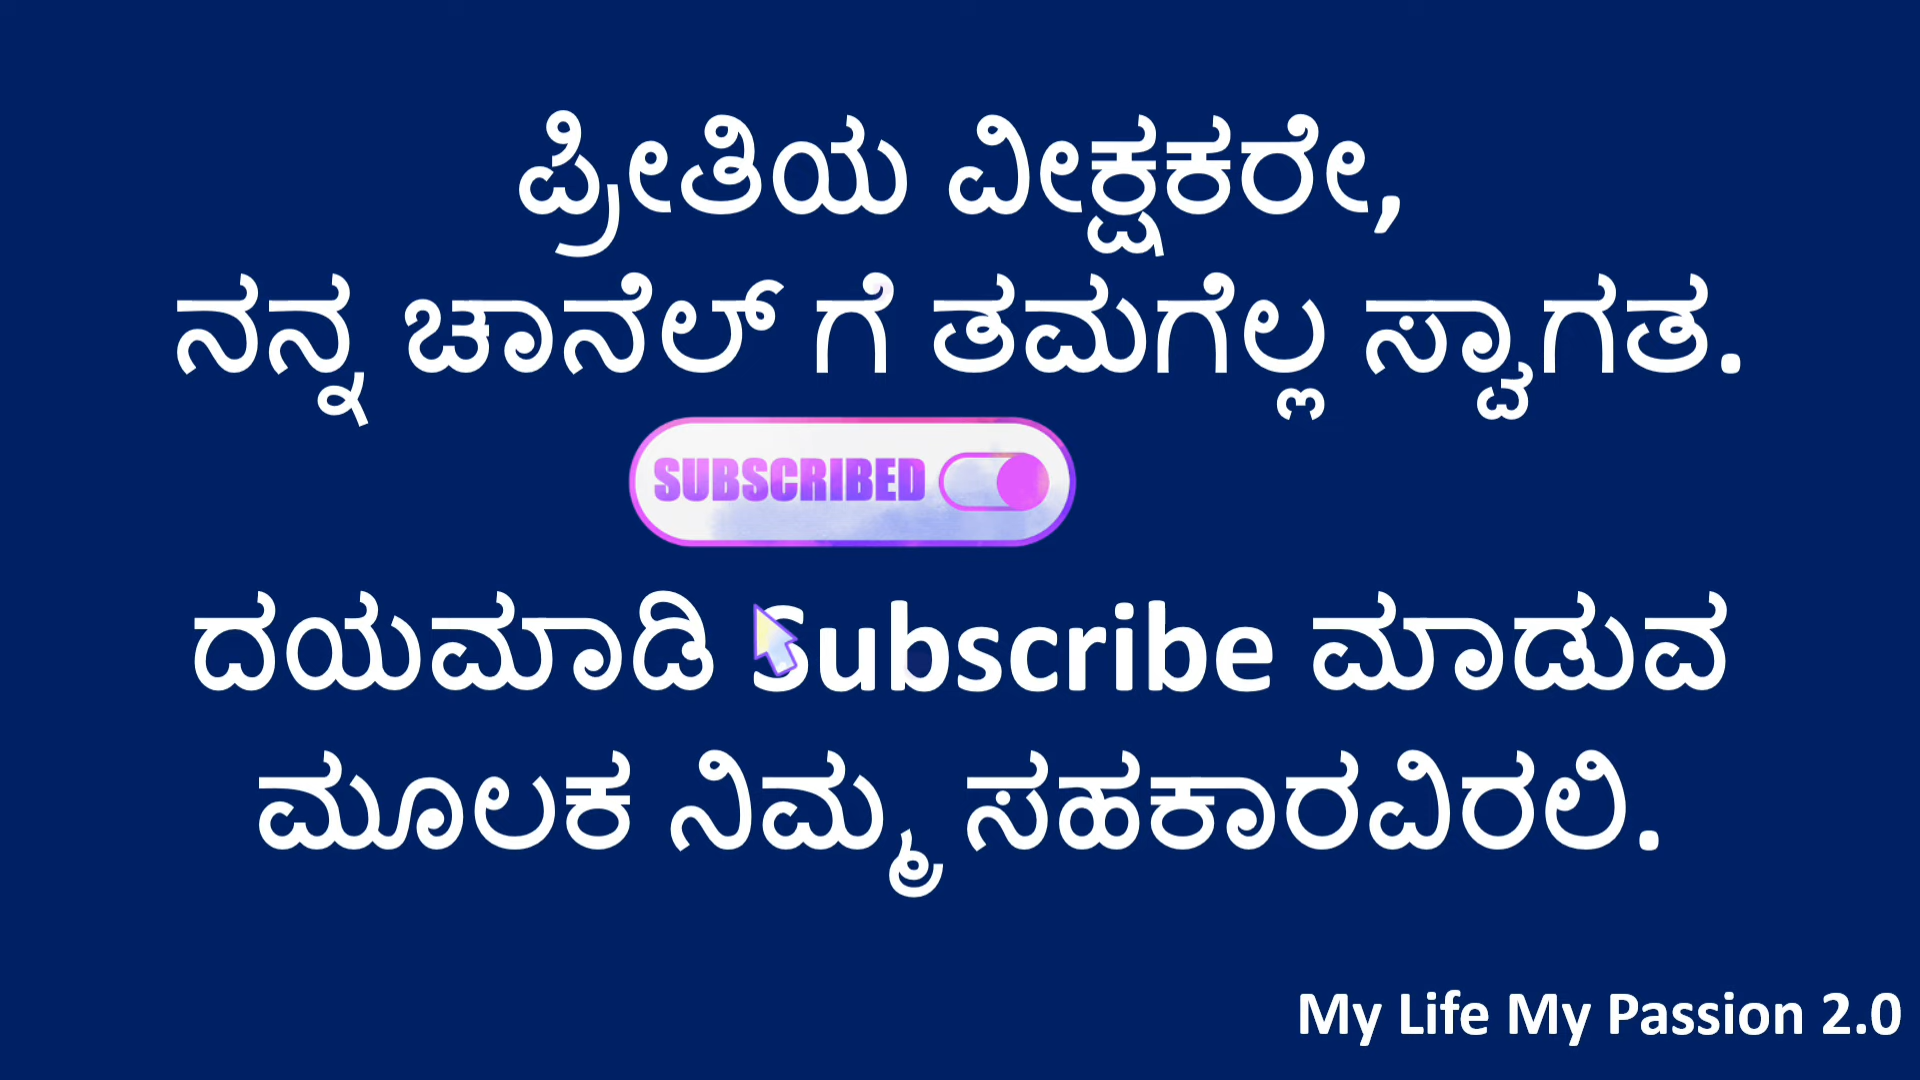 ಪ್ರೀತಿಯ ವೀಕ್ಷಕರೇ,
ನನ್ನ ಚಾನೆಲ್ ಗೆ ತಮಗೆಲ್ಲ ಸ್ವಾಗತ.
SUBSCRIBED
ದಯಮಾಡಿ Subscribe ಮಾಡುವ
ಮೂಲಕ ನಿಮ್ಮ ಸಹಕಾರವಿರಲಿ.
My Life My Passion 2.0